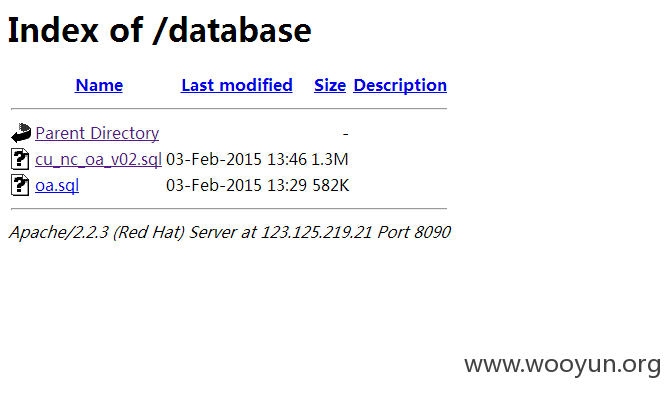 Index of /database
Name Last modified Size Description
Parent Directory -
cu_nc_oa_v02.sql 03-Feb-2015 13:46 1.3M
oa.sql 03-Feb-2015 13:29 582K
Apache/2.2.3 (Red Hat) Server at 123.125.219.21 Port 8090
www.wooyun.org